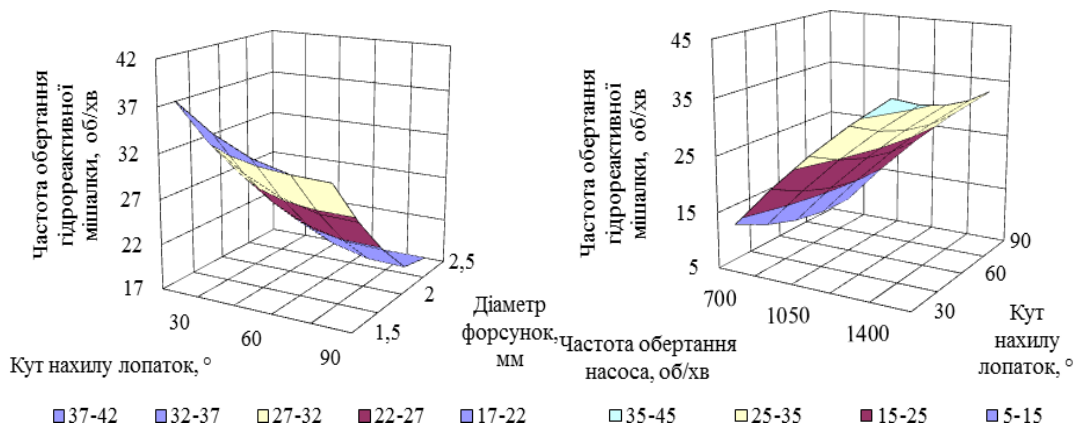 42
37
32
27
22
17
Частота обертання
гідрореактивної
мішалки, об/хв
30
60
90
Кут нахилу лопаток, °
1,5
2
2,5
Діаметр
форсунок,
мм
37-42
32-37
27-32
22-27
17-22
45
35
25
15
5
Частота обертання
гідрореактивної
мішалки, об/хв
700
1050
1400
Частота обертання
насоса, об/хв
30
60
90
Кут
нахилу
лопаток, °
35-45
25-35
15-25
5-15